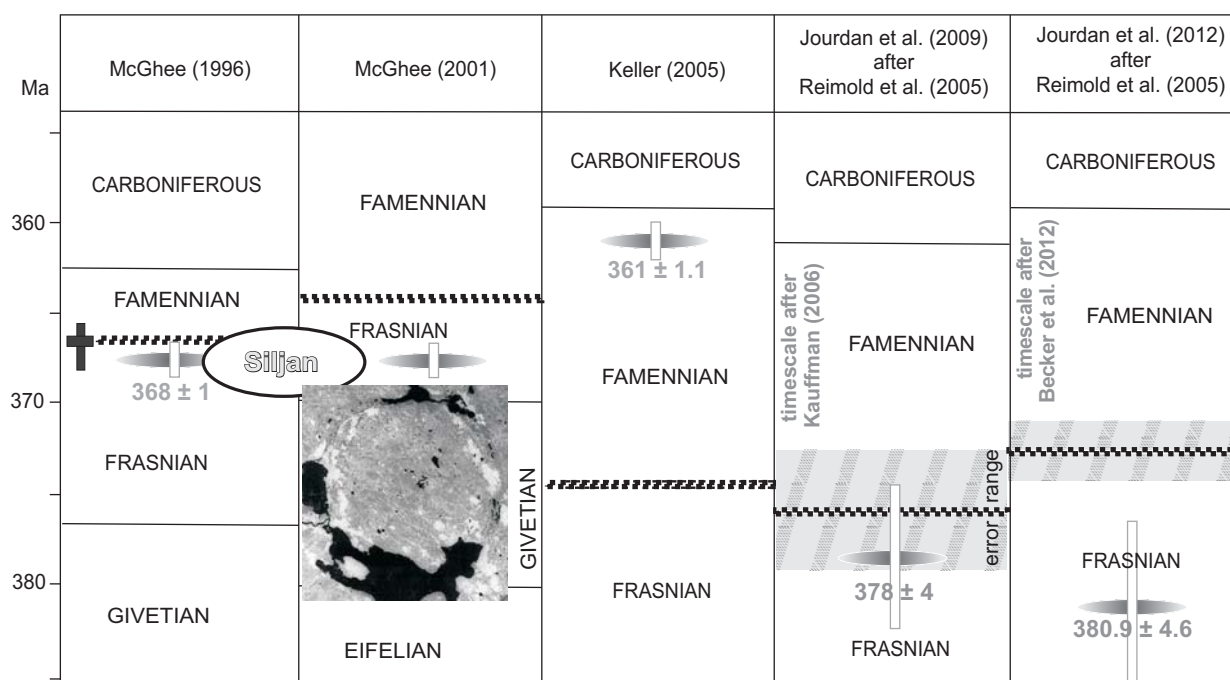 Ma
McGhee (1996)
McGhee (2001)
Keller (2005)
Jourdan et al. (2009)
after
Reimold et al. (2005)
Jourdan et al. (2012)
after
Reimold et al. (2005)
360
370
380
CARBONIFEROUS
FAMENNIAN
368 ± 1
FRASNIAN
GIVETIAN
Siljan
FAMENNIAN
FRASNIAN
GIVETIAN
EIFELIAN
CARBONIFEROUS
361 ± 1.1
FAMENNIAN
FRASNIAN
CARBONIFEROUS
timescale after
Kauffman (2006)
FAMENNIAN
error range
378 ± 4
FRASNIAN
CARBONIFEROUS
timescale after
Becker et al. (2012)
FAMENNIAN
FRASNIAN
380.9 ± 4.6